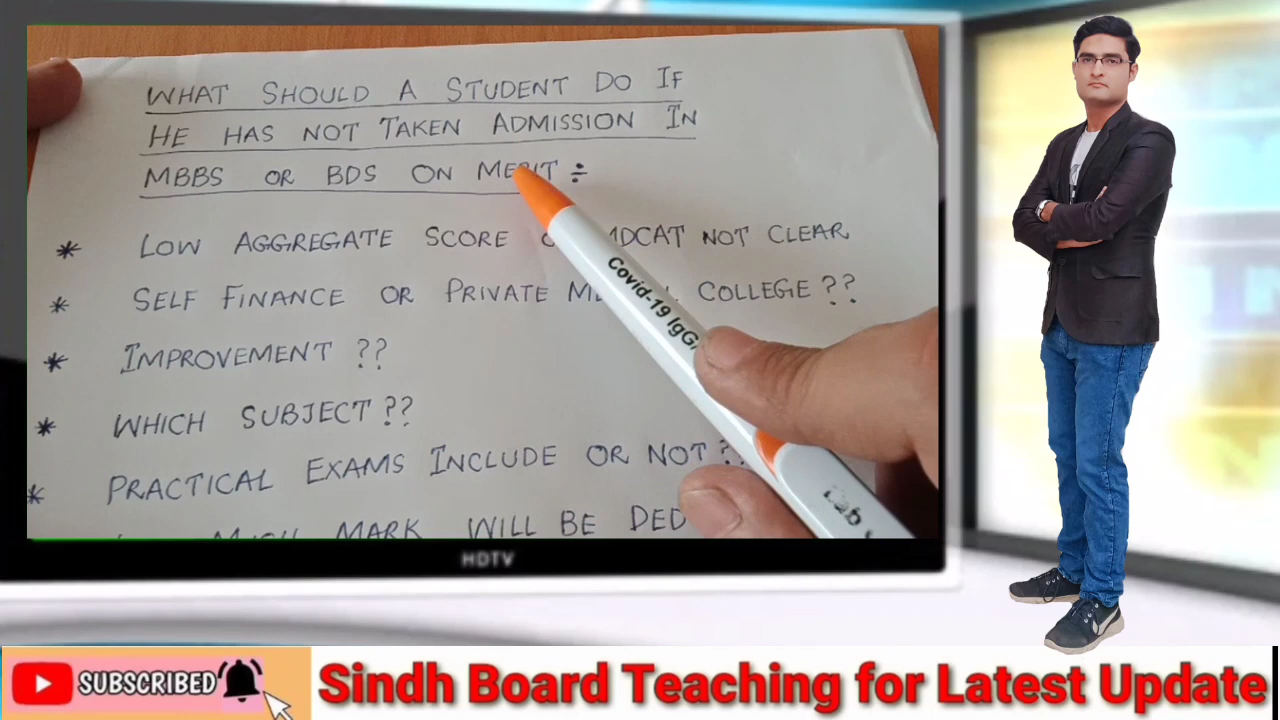 WHAT SHOULD A STUDENT DO IF
HE HAS NOT TAKEN ADMISSION IN
MBBS OR BDS ON MERIT ÷
* LOW AGGREGATE SCORE MDCAT NOT CLEAR
* SELF FINANCE OR PRIVATE COLLEGE ??
* IMPROVEMENT ??
* WHICH SUBJECT ??
* PRACTICAL EXAMS INCLUDE OR NOT ??
MARK WILL BE
Covid-19 IgG
Lab
HDTV
SUBSCRIBED
Sindh Board Teaching for Latest Update